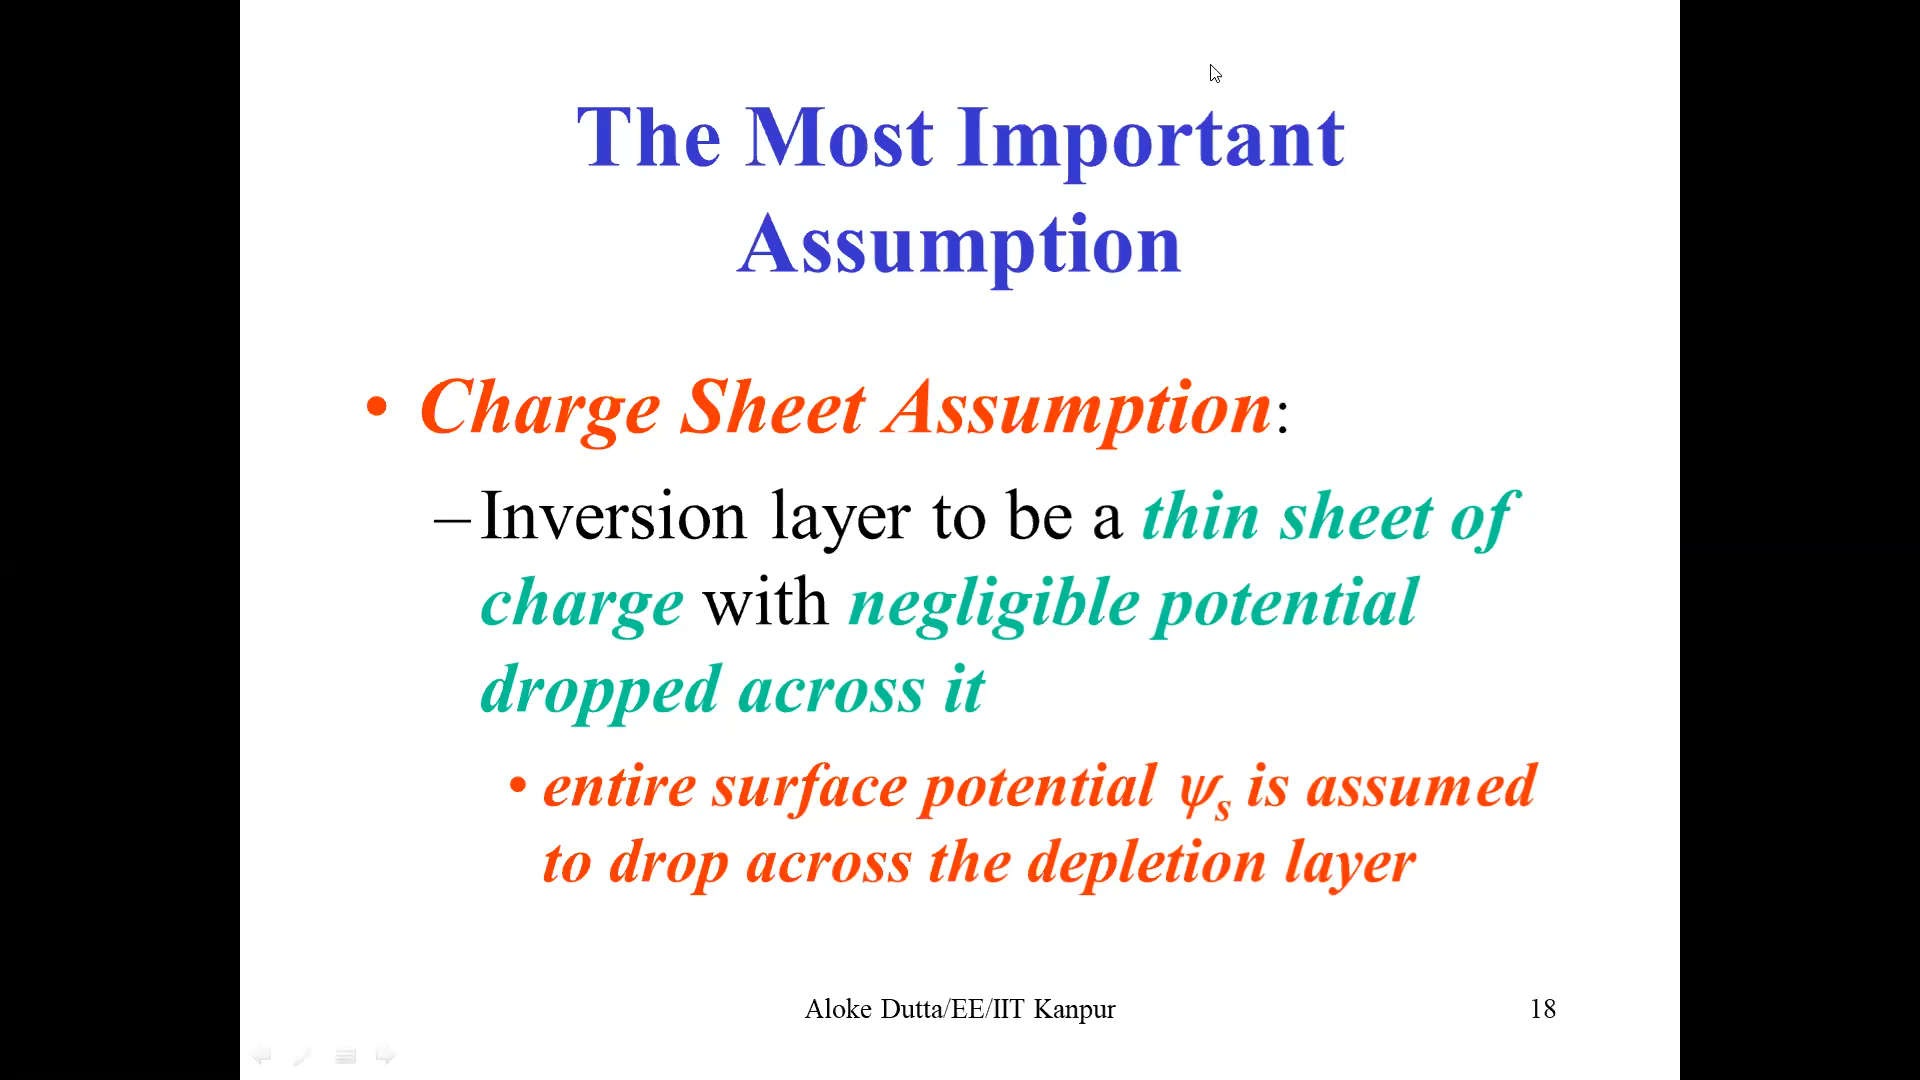 The Most Important
Assumption
• Charge Sheet Assumption:
– Inversion layer to be a thin sheet of
charge with negligible potential
dropped across it
• entire surface potential ψs is assumed
to drop across the depletion layer
Aloke Dutta/EE/IIT Kanpur
18